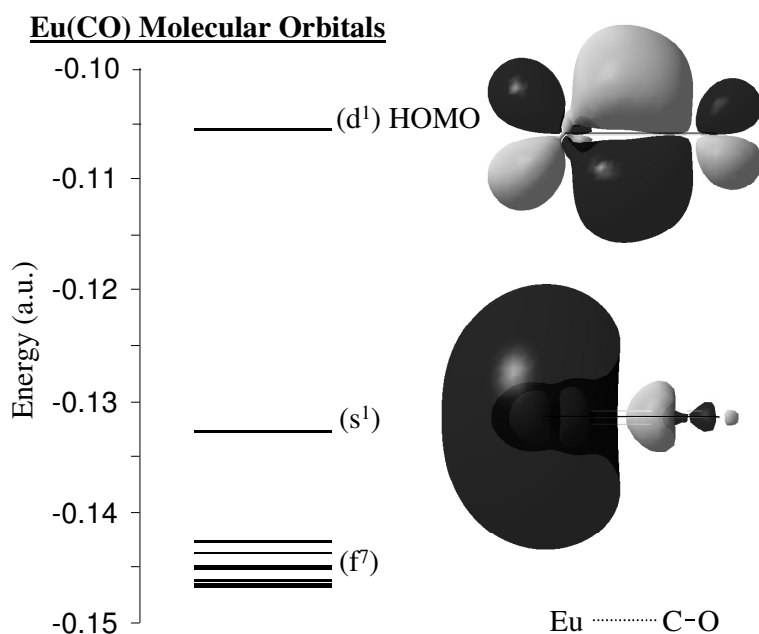 Eu(CO) Molecular Orbitals
-0.10
(d¹) HOMO
-0.11
-0.12
Energy (a.u.)
-0.13
(s¹)
-0.14
(f⁷)
-0.15
Eu ............ C-O